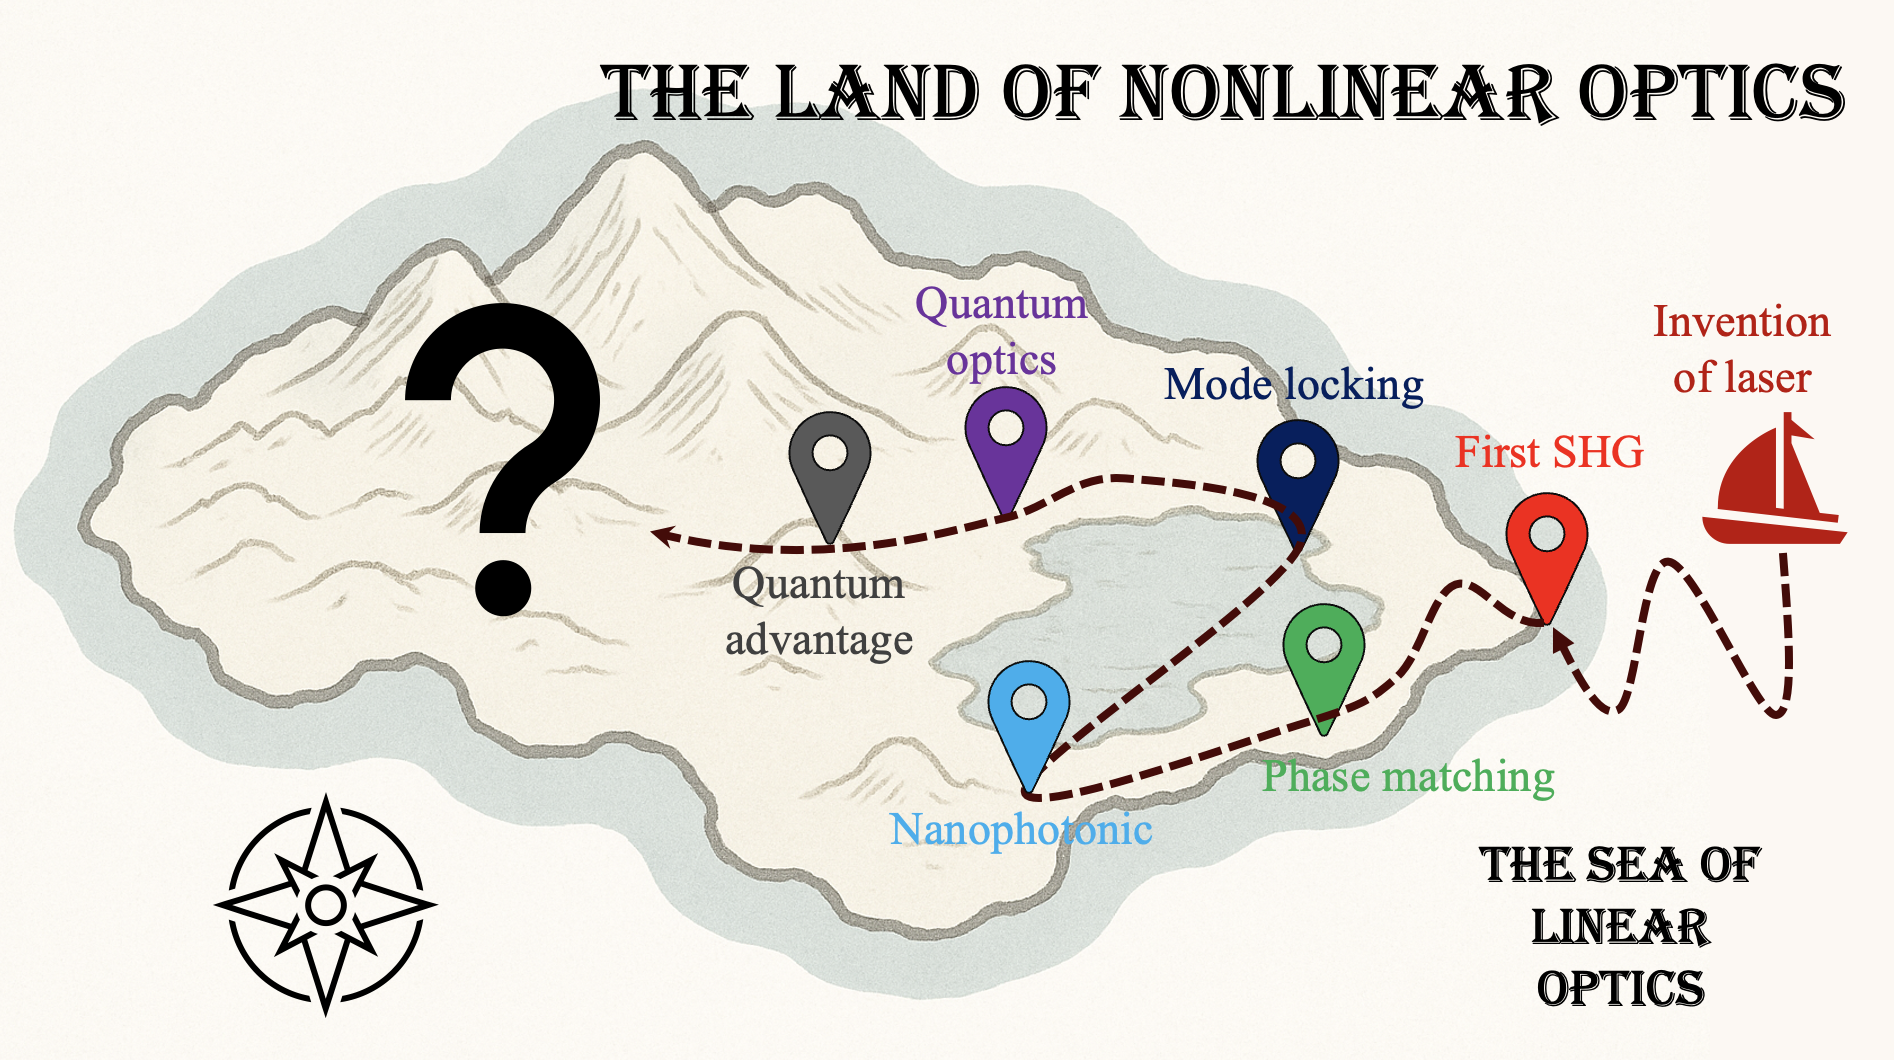 THE LAND OF NONLINEAR OPTICS
Quantum
optics
Invention
of laser
Mode locking
First SHG
Quantum
advantage
?
Phase matching
Nanophotonic
THE SEA OF
LINEAR
OPTICS